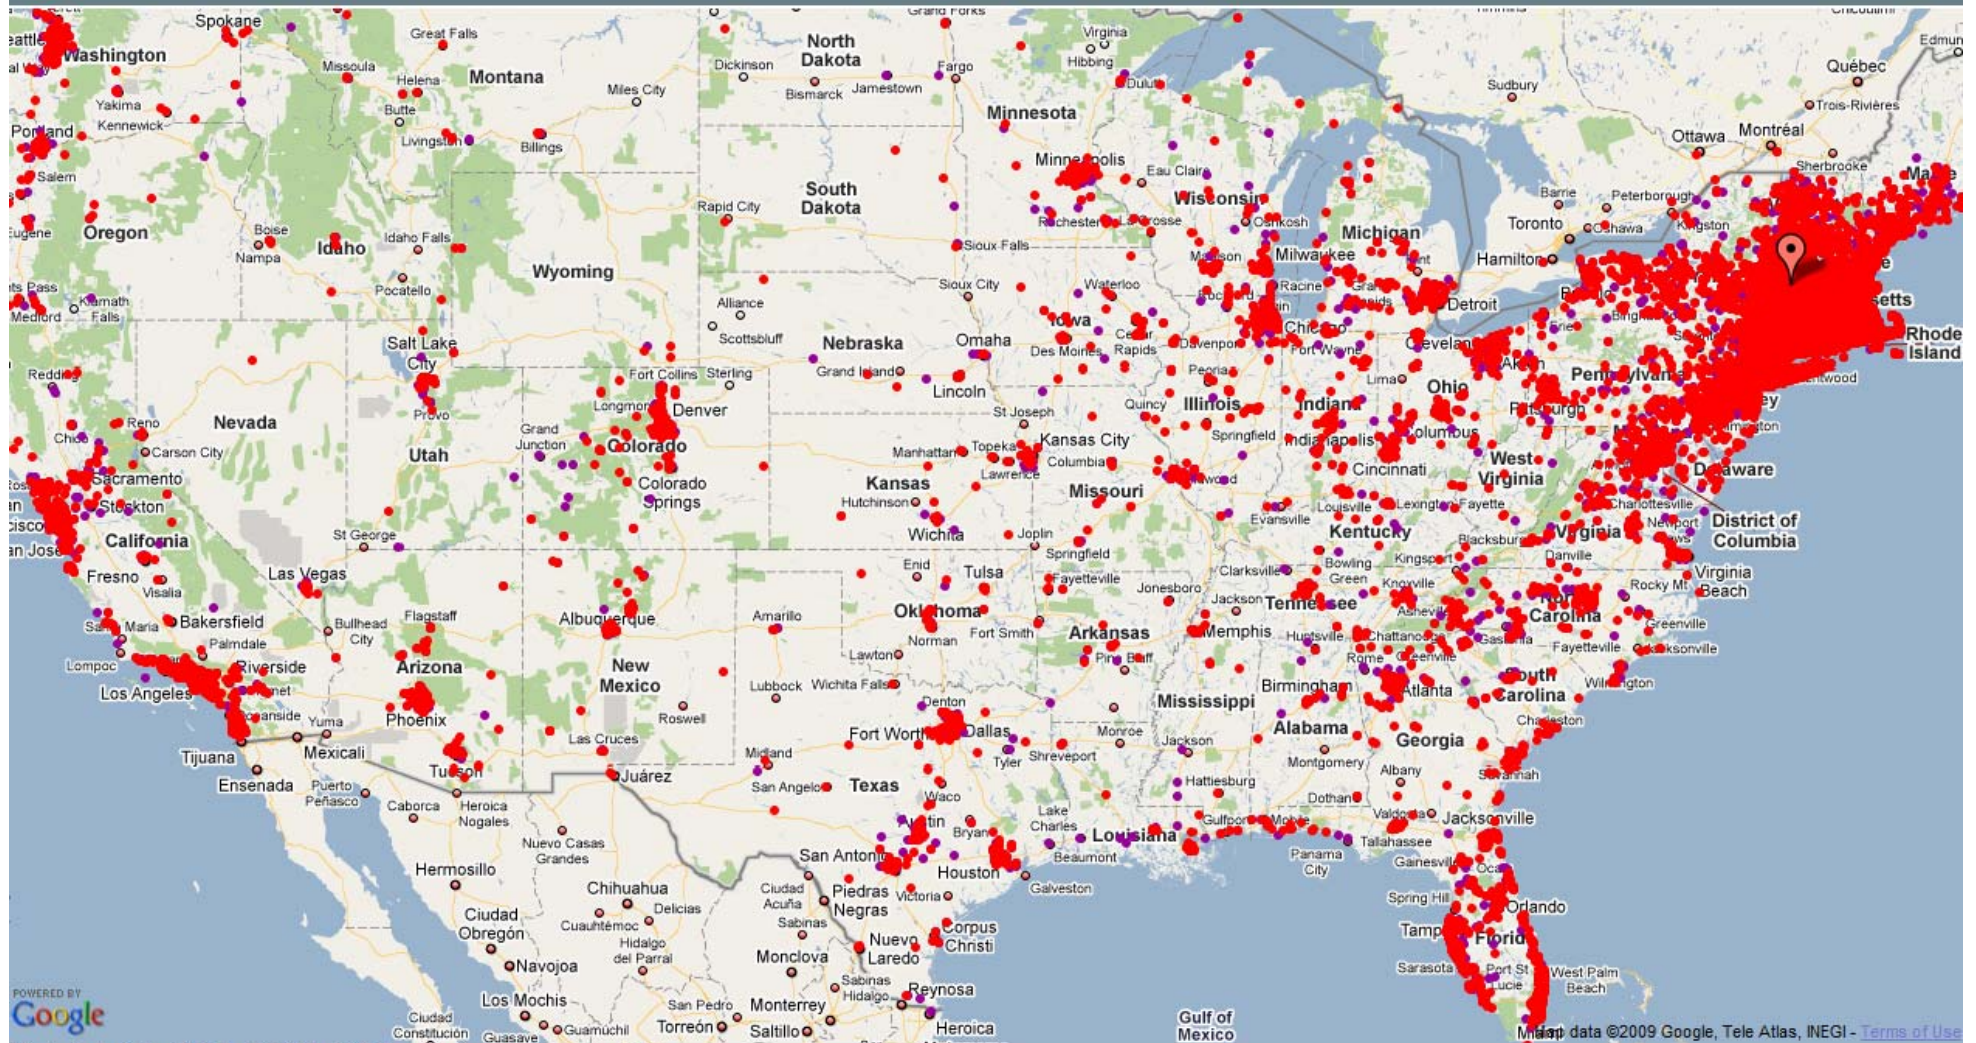 Spokane
Grand Forks
Great Falls
Washington
Missoula
Helena
Montana
North
Dakota
Dickinson
Bismarck
Jamestown
Fargo
Virginia
Hibbing
Duluth
Sudbury
Québec
Trois-Rivières
Yakima
Kennewick
Butte
Miles City
Minnesota
Ottawa
Montréal
Sherbrooke
Portland
Livingston
Billings
Minneapolis
Eau Claire
Salem
South
Dakota
Rapid City
Rochester
La Crosse
Wisconsin
Oshkosh
Barrie
Peterborough
Toronto
Oshawa
Kingston
Eugene
Oregon
Boise
Nampa
Idaho
Idaho Falls
Pocatello
Wyoming
Sioux Falls
Michigan
Madison
Milwaukee
Hamilton
Medford
Klamath
Falls
Alliance
Scottsbluff
Sioux City
Waterloo
Racine
Detroit
Rhode
Island
Salt Lake
City
Provo
Nebraska
Grand Island
Omaha
Lincoln
Iowa
Des Moines
Cedar
Rapids
Davenport
Chicago
Fort Wayne
Cleveland
Akron
Erie
Pennsylvania
Redding
Fort Collins
Sterling
Longmont
Denver
Peoria
Lima
Ohio
Pittsburgh
Nevada
Reno
Chico
Carson City
Grand
Junction
Colorado
Colorado
Springs
St Joseph
Quincy
Illinois
Springfield
Indiana
Indianapolis
Columbus
Cincinnati
West
Virginia
Delaware
Utah
Sacramento
Stockton
Manhattan
Topeka
Lawrence
Kansas City
Columbia
Kansas
Hutchinson
Wichita
Missouri
Evansville
Louisville
Lexington-Fayette
Charlottesville
Kentucky
Virginia
District of
Columbia
California
St George
Joplin
Springfield
Blacksburg
Danville
Kingsport
Fresno
Visalia
Las Vegas
Enid
Tulsa
Fayetteville
Jonesboro
Clarksville
Bowling
Green
Knoxville
Rocky Mt
Virginia
Beach
Santa Maria
Bakersfield
Palmdale
Bullhead
City
Flagstaff
Albuquerque
Amarillo
Oklahoma
Norman
Fort Smith
Arkansas
Jackson
Tennessee
Memphis
Asheville
North
Carolina
Greenville
Lompoc
Los Angeles
Riverside
Arizona
New
Mexico
Lawton
Pine Bluff
Huntsville
Chattanooga
Rome
Greenville
Gastonia
Fayetteville
Jacksonville
Wilmington
Phoenix
Yuma
Roswell
Lubbock
Wichita Falls
Denton
Mississippi
Birmingham
Atlanta
South
Carolina
Charleston
Tijuana
Mexicali
Ensenada
Tucson
Las Cruces
Juárez
Midland
Fort Worth
Dallas
Tyler
Shreveport
Monroe
Jackson
Alabama
Montgomery
Georgia
Albany
Savannah
Puerto
Peñasco
Caborca
Heroica
Nogales
San Angelo
Texas
Waco
Hattiesburg
Dothan
Valdosta
Jacksonville
Nuevo Casas
Grandes
Austin
Bryan
Lake
Charles
Louisiana
Gulfport
Mobile
Tallahassee
Panama
City
Gainesville
Hermosillo
San Antonio
Houston
Beaumont
Galveston
Chihuahua
Delicias
Cuauhtémoc
Ciudad
Acuña
Piedras
Negras
Victoria
Spring Hill
Orlando
Ciudad
Obregón
Hidalgo
del Parral
Sabinas
Monclova
Nuevo
Laredo
Corpus
Christi
Tampa
Florida
Navojoa
Sarasota
Port St
Lucie
West Palm
Beach
POWERED BY
Google
Los Mochis
Guasave
Guamúchil
Ciudad
Constitución
San Pedro
Torreón
Monterrey
Saltillo
Sabinas
Hidalgo
Reynosa
Heroica
Gulf of
Mexico
Map data ©2009 Google, Tele Atlas, INEGI - Terms of Use